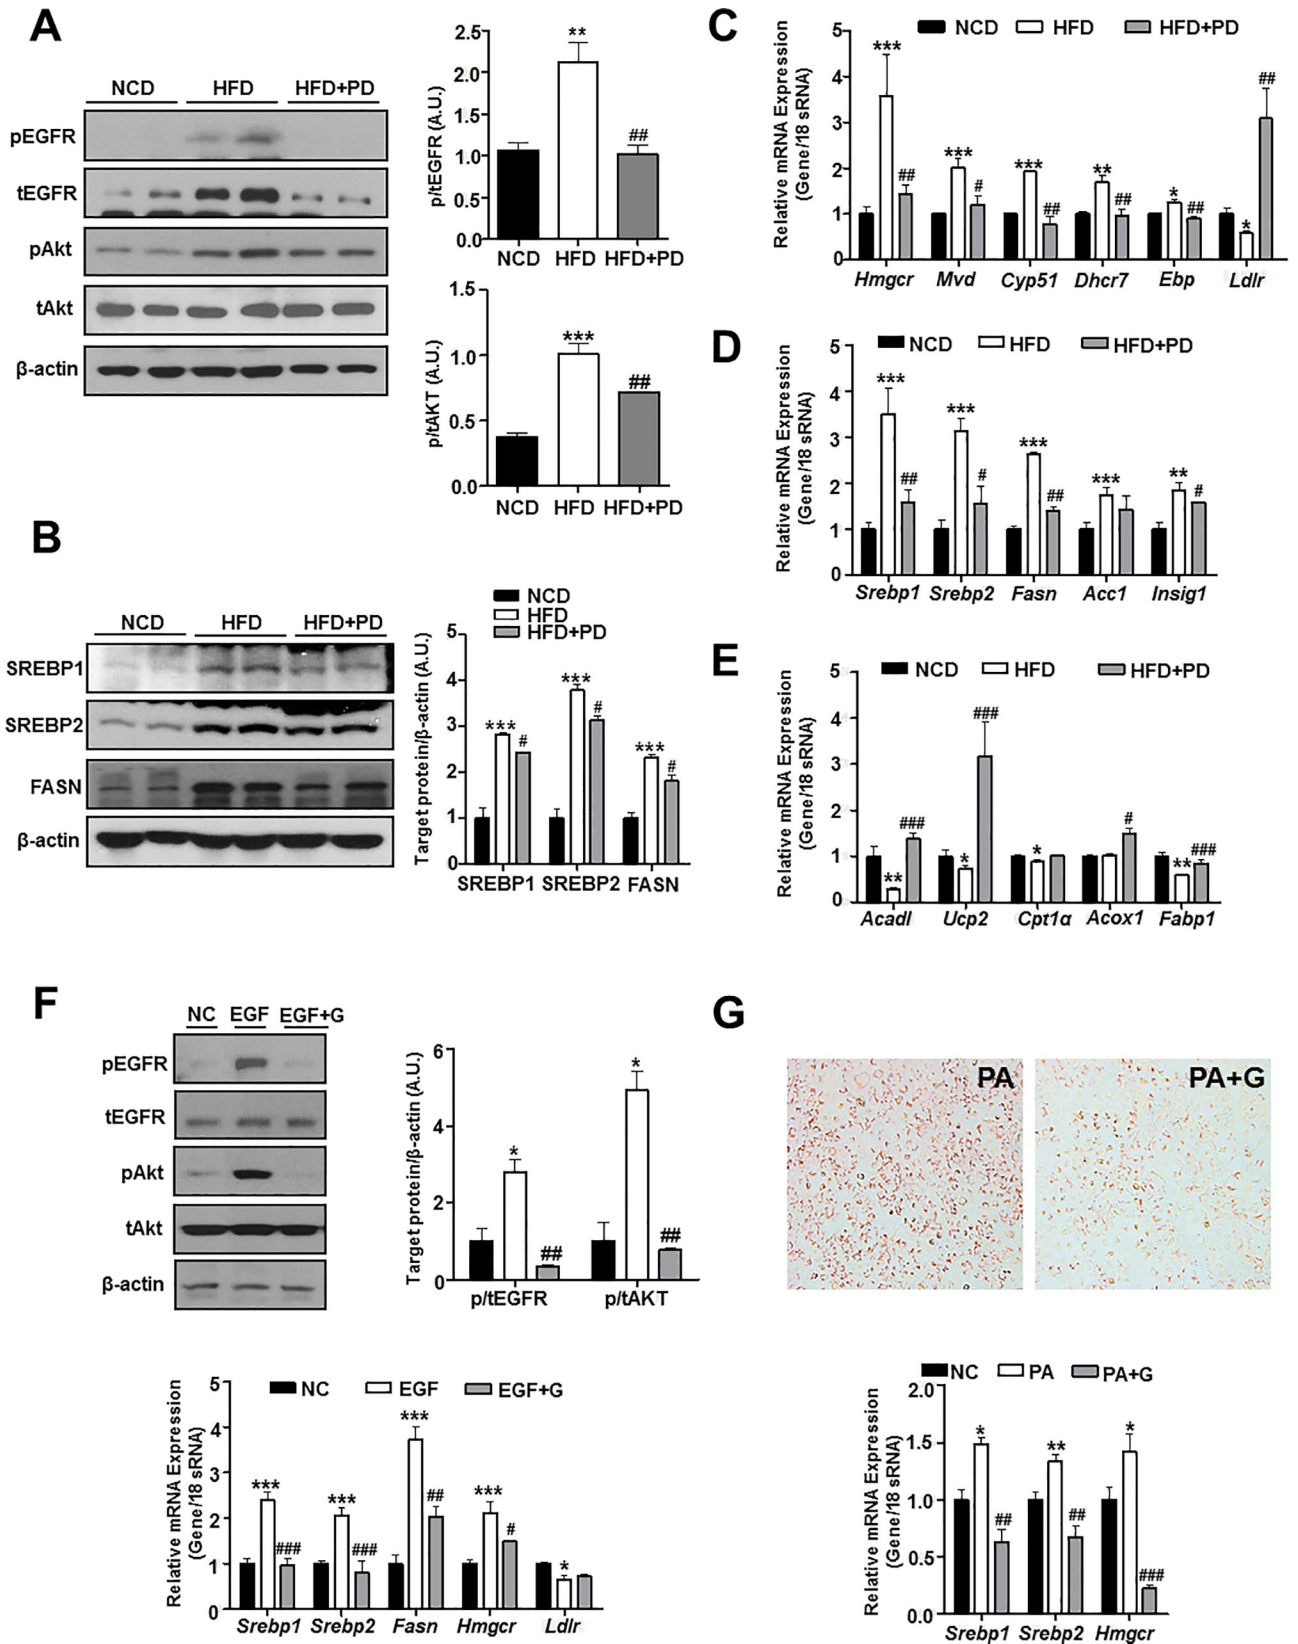 A
NCD HFD HFD+PD
pEGFR
tEGFR
pAkt
tAkt
β-actin
p/tEGFR (A.U.)
2.5
2.0
1.5
1.0
0.5
0.0
**
##
NCD HFD HFD+PD
p/tAKT (A.U.)
1.5
1.0
0.5
0.0
***
##
NCD HFD HFD+PD
B
NCD HFD HFD+PD
SREBP1
SREBP2
FASN
β-actin
NCD
HFD
HFD+PD
Target protein/β-actin (A.U.)
5
4
3
2
1
0
*** # *** # *** #
SREBP1 SREBP2 FASN
C
NCD HFD HFD+PD
Relative mRNA Expression
(Gene/18 sRNA)
5
4
3
2
1
0
*** ## *** # *** ## ** ## * ## * ##
Hmgcr Mvd Cyp51 Dhcr7 Ebp Ldlr
D
NCD HFD HFD+PD
Relative mRNA Expression
(Gene/18 sRNA)
5
4
3
2
1
0
*** ## *** # *** ## *** ** #
Srebp1 Srebp2 Fasn Acc1 Insig1
E
NCD HFD HFD+PD
Relative mRNA Expression
(Gene/18 sRNA)
5
4
3
2
1
0
** ### * ### * # ** ###
Acadl Ucp2 Cpt1α Acox1 Fabp1
F
NC EGF EGF+G
pEGFR
tEGFR
pAkt
tAkt
β-actin
Target protein/β-actin (A.U.)
6
4
2
0
* ## * ##
p/tEGFR p/tAKT
NC EGF EGF+G
Relative mRNA Expression
(Gene/18 sRNA)
5
4
3
2
1
0
*** ### *** ### *** ## *** # *
Srebp1 Srebp2 Fasn Hmgcr Ldlr
G
PA PA+G
NC PA PA+G
Relative mRNA Expression
(Gene/18 sRNA)
2.0
1.5
1.0
0.5
0.0
* ## ** ## * ###
Srebp1 Srebp2 Hmgcr